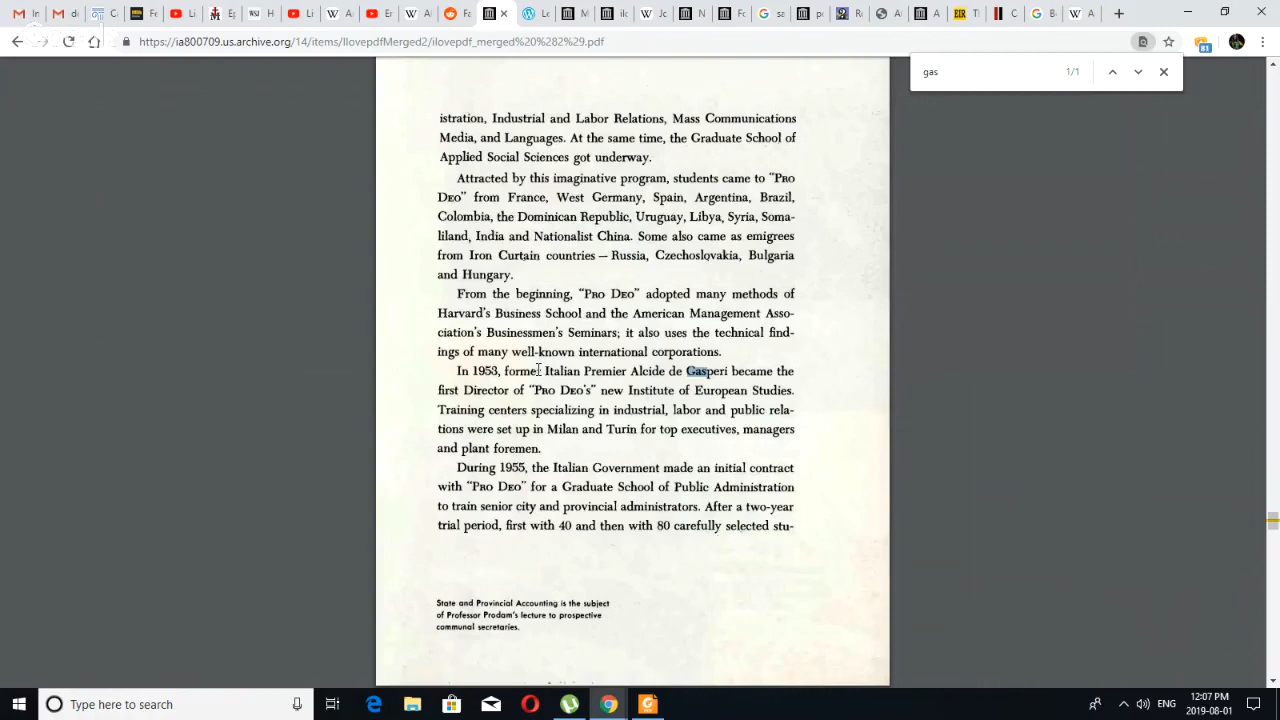 https://ia800709.us.archive.org/14/items/IlovepdfMerged2/ilovepdf_merged%20%282%29.pdf
81
gas
1/1
istration, Industrial and Labor Relations, Mass Communications
Media, and Languages. At the same time, the Graduate School of
Applied Social Sciences got underway.
Attracted by this imaginative program, students came to “PRO
DEO” from France, West Germany, Spain, Argentina, Brazil,
Colombia, the Dominican Republic, Uruguay, Libya, Syria, Soma-
liland, India and Nationalist China. Some also came as emigrees
from Iron Curtain countries — Russia, Czechoslovakia, Bulgaria
and Hungary.
From the beginning, “PRO DEO” adopted many methods of
Harvard’s Business School and the American Management Asso-
ciation’s Businessmen’s Seminars; it also uses the technical find-
ings of many well-known international corporations.
In 1953, former Italian Premier Alcide de Gasperi became the
first Director of “PRO DEO’S” new Institute of European Studies.
Training centers specializing in industrial, labor and public rela-
tions were set up in Milan and Turin for top executives, managers
and plant foremen.
During 1955, the Italian Government made an initial contract
with “PRO DEO” for a Graduate School of Public Administration
to train senior city and provincial administrators. After a two-year
trial period, first with 40 and then with 80 carefully selected stu-
State and Provincial Accounting is the subject
of Professor Prodam's lecture to prospective
communal secretaries.
Type here to search
ENG
12:07 PM
2019-08-01